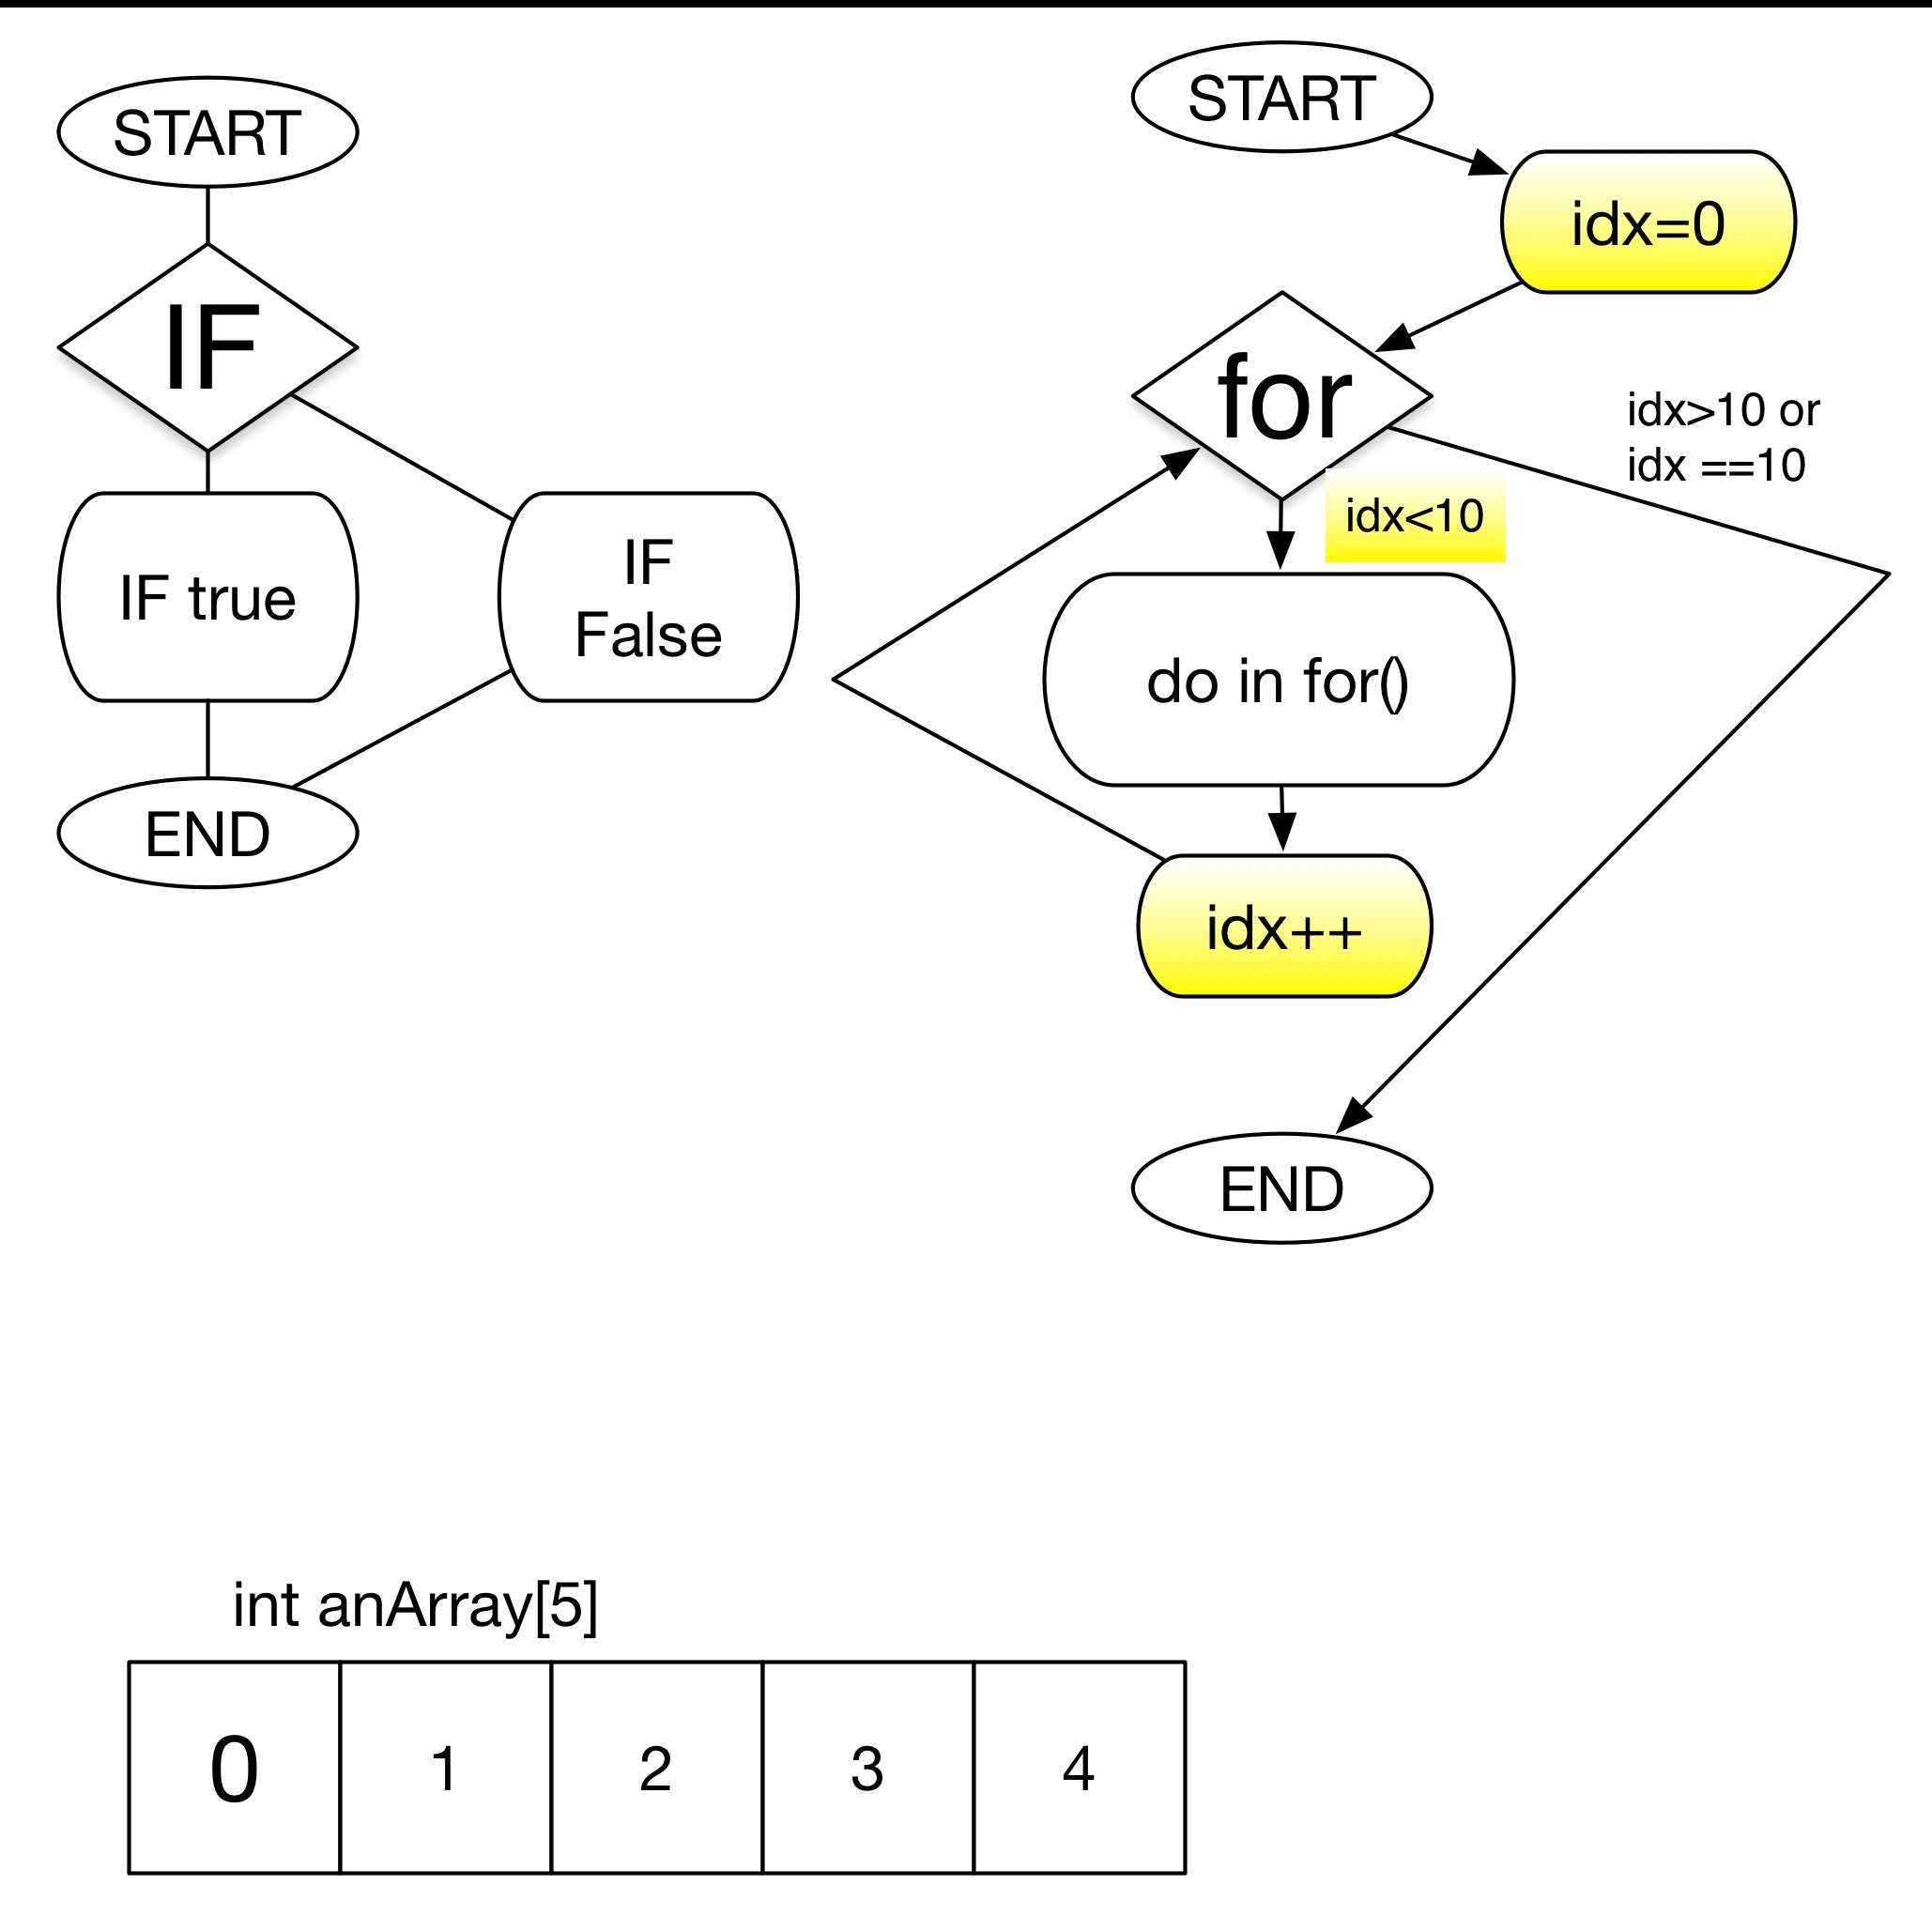 START
IF
IF true
IF
False
END
START
idx=0
for
idx>10 or
idx ==10
idx<10
do in for()
idx++
END
int anArray[5]
0 1 2 3 4